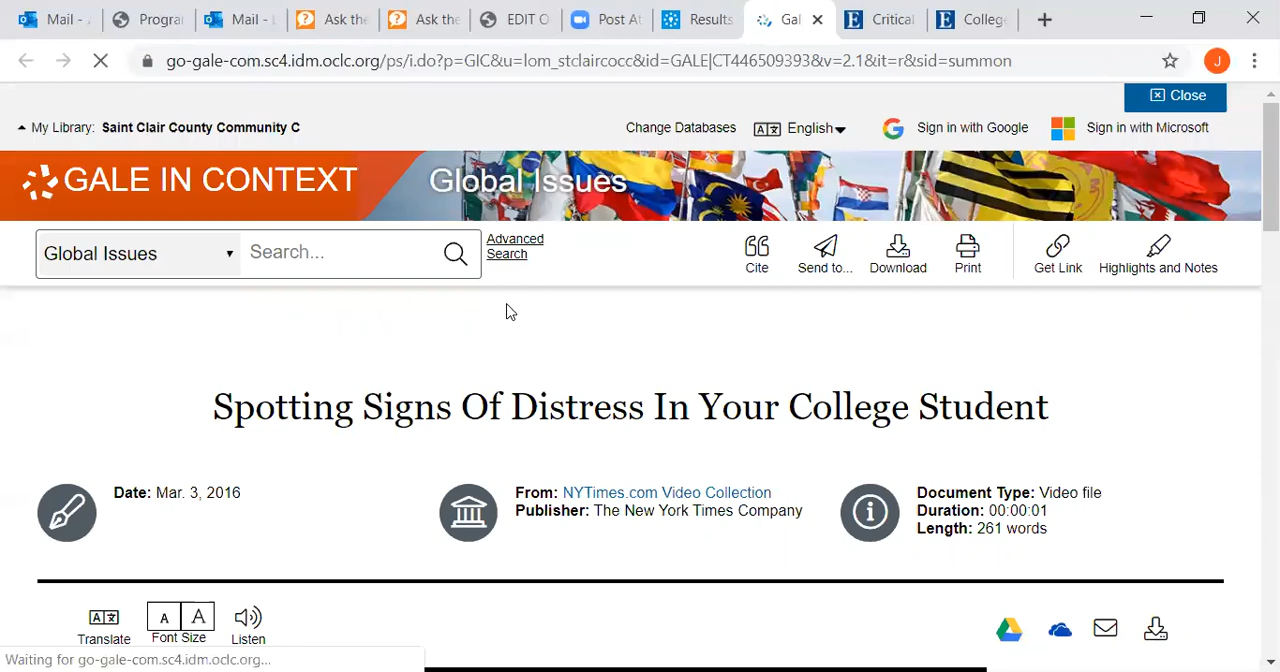 Mail -
Progra
Mail -
Ask the
Ask the
EDIT O
Post At
Results
Gal
Critical
College
go-gale-com.sc4.idm.oclc.org/ps/i.do?p=GIC&u=lom_stclaircocc&id=GALE|CT446509393&v=2.1&it=r&sid=summon
J
Close
My Library: Saint Clair County Community C
Change Databases
English
Sign in with Google
Sign in with Microsoft
GALE IN CONTEXT
Global Issues
Global Issues
Search...
Advanced
Search
Cite
Send to...
Download
Print
Get Link
Highlights and Notes
Spotting Signs Of Distress In Your College Student
Date: Mar. 3, 2016
From: NYTimes.com Video Collection
Publisher: The New York Times Company
Document Type: Video file
Duration: 00:00:01
Length: 261 words
A A
Translate
Font Size
Listen
Waiting for go-gale-com.sc4.idm.oclc.org...